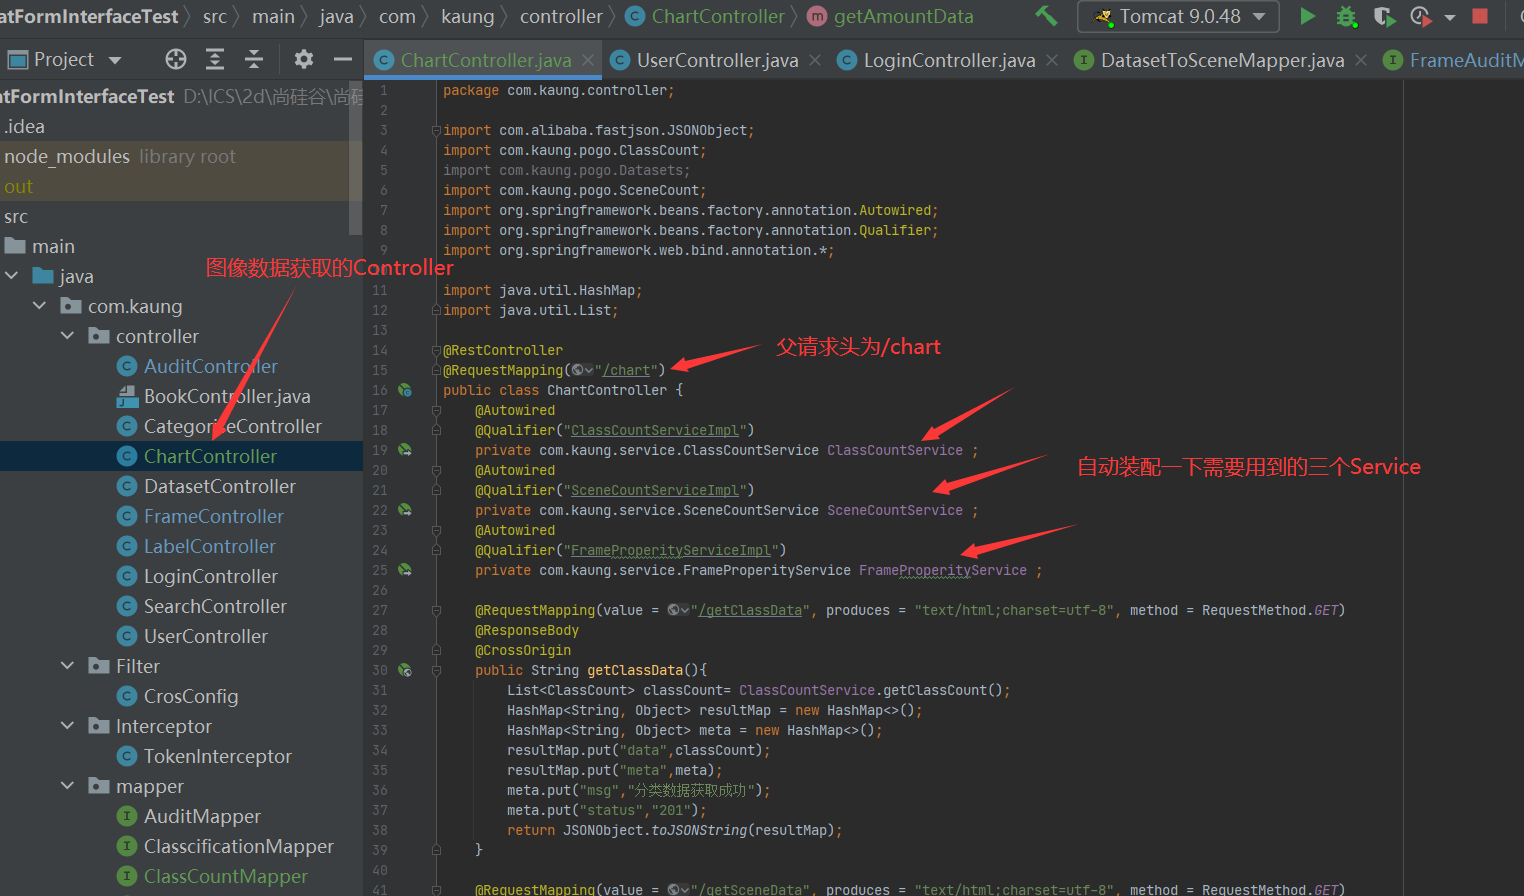 atFormInterfaceTest src main java com kaung controller ChartController getAmountData Tomcat 9.0.48
Project ChartController.java UserController.java LoginController.java DatasetToSceneMapper.java FrameAuditM
atFormInterfaceTest D:\ICS\2d\尚硅谷\尚硅
.idea
node_modules library root
out
src
main
java
com.kaung
controller
AuditController
BookController.java
CategoriseController
ChartController
DatasetController
FrameController
LabelController
LoginController
SearchController
UserController
Filter
CrosConfig
Interceptor
TokenInterceptor
mapper
AuditMapper
ClasscificationMapper
ClassCountMapper
图像数据获取的Controller
1 package com.kaung.controller;
2
3 import com.alibaba.fastjson.JSONObject;
4 import com.kaung.pogo.ClassCount;
5 import com.kaung.pogo.Datasets;
6 import com.kaung.pogo.SceneCount;
7 import org.springframework.beans.factory.annotation.Autowired;
8 import org.springframework.beans.factory.annotation.Qualifier;
9 import org.springframework.web.bind.annotation.*;
11 import java.util.HashMap;
12 import java.util.List;
13
14 @RestController
15 @RequestMapping("/chart")
父请求头为/chart
16 public class ChartController {
17 @Autowired
18 @Qualifier("ClassCountServiceImpl")
19 private com.kaung.service.ClassCountService ClassCountService ;
20 @Autowired
自动装配一下需要用到的三个Service
21 @Qualifier("SceneCountServiceImpl")
22 private com.kaung.service.SceneCountService SceneCountService ;
23 @Autowired
24 @Qualifier("FrameProperityServiceImpl")
25 private com.kaung.service.FrameProperityService FrameProperityService ;
26
27 @RequestMapping(value = "/getClassData", produces = "text/html;charset=utf-8", method = RequestMethod.GET)
28 @ResponseBody
29 @CrossOrigin
30 public String getClassData(){
31 List<ClassCount> classCount= ClassCountService.getClassCount();
32 HashMap<String, Object> resultMap = new HashMap<>();
33 HashMap<String, Object> meta = new HashMap<>();
34 resultMap.put("data",classCount);
35 resultMap.put("meta",meta);
36 meta.put("msg","分类数据获取成功");
37 meta.put("status","201");
38 return JSONObject.toJSONString(resultMap);
39 }
40
41 @RequestMapping(value = "/getSceneData", produces = "text/html;charset=utf-8", method = RequestMethod.GET)